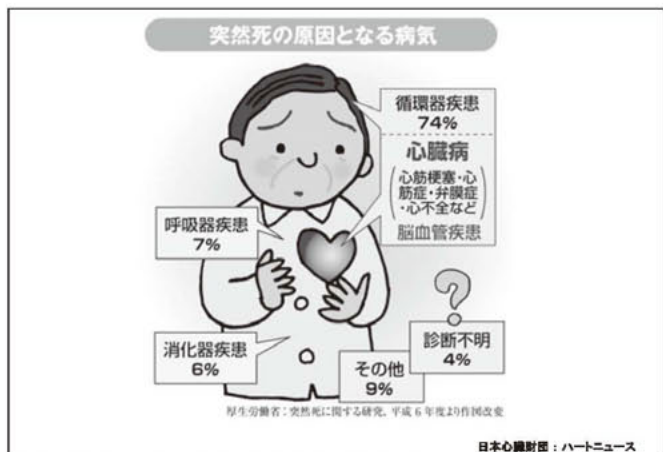 突然死の原因となる病気
循環器疾患
74%
心臓病
(心筋梗塞・心
筋症・弁膜症
・心不全など)
脳血管疾患
呼吸器疾患
7%
消化器疾患
6%
その他
9%
?
診断不明
4%
厚生労働省:突然死に関する研究, 平成6年度より作図改変
日本心臓財団:ハートニュース